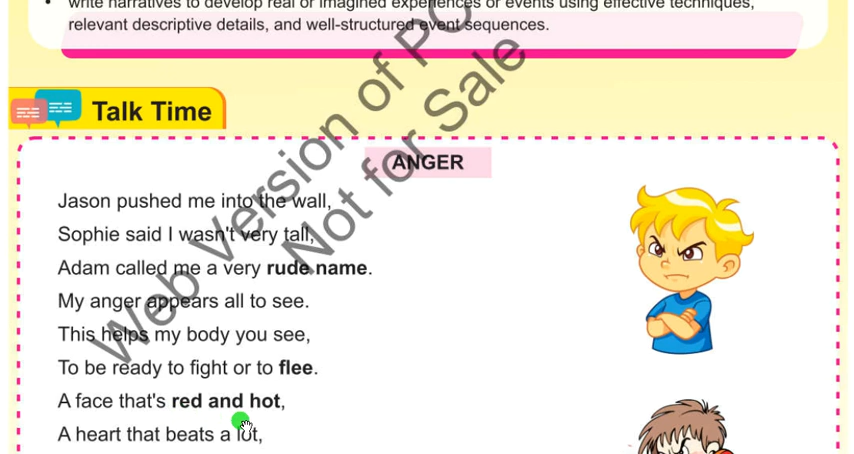 • write narratives to develop real or imagined experiences or events using effective techniques,
relevant descriptive details, and well-structured event sequences.
Talk Time
ANGER
Jason pushed me into the wall,
Sophie said I wasn't very tall,
Adam called me a very rude name.
My anger appears all to see.
This helps my body you see,
To be ready to fight or to flee.
A face that's red and hot,
A heart that beats a lot,
Web Version of PC
Not for Sale